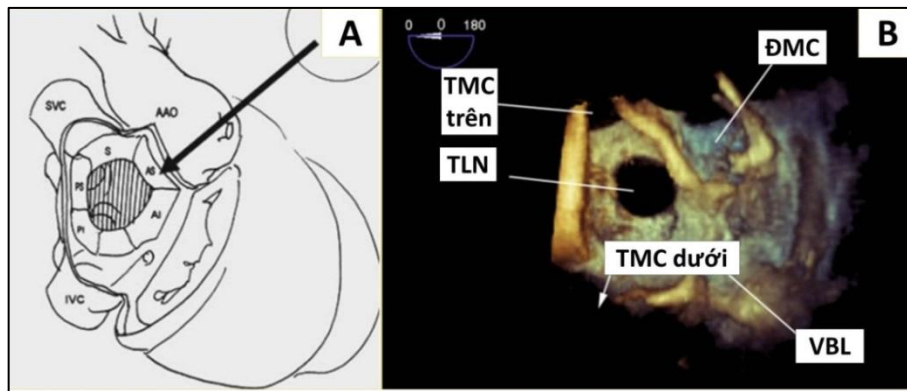 A
SVC
AAO
S
AS
PS
AI
PI
IVC
0 0 180
B
ĐMC
TMC
trên
TLN
TMC dưới
VBL